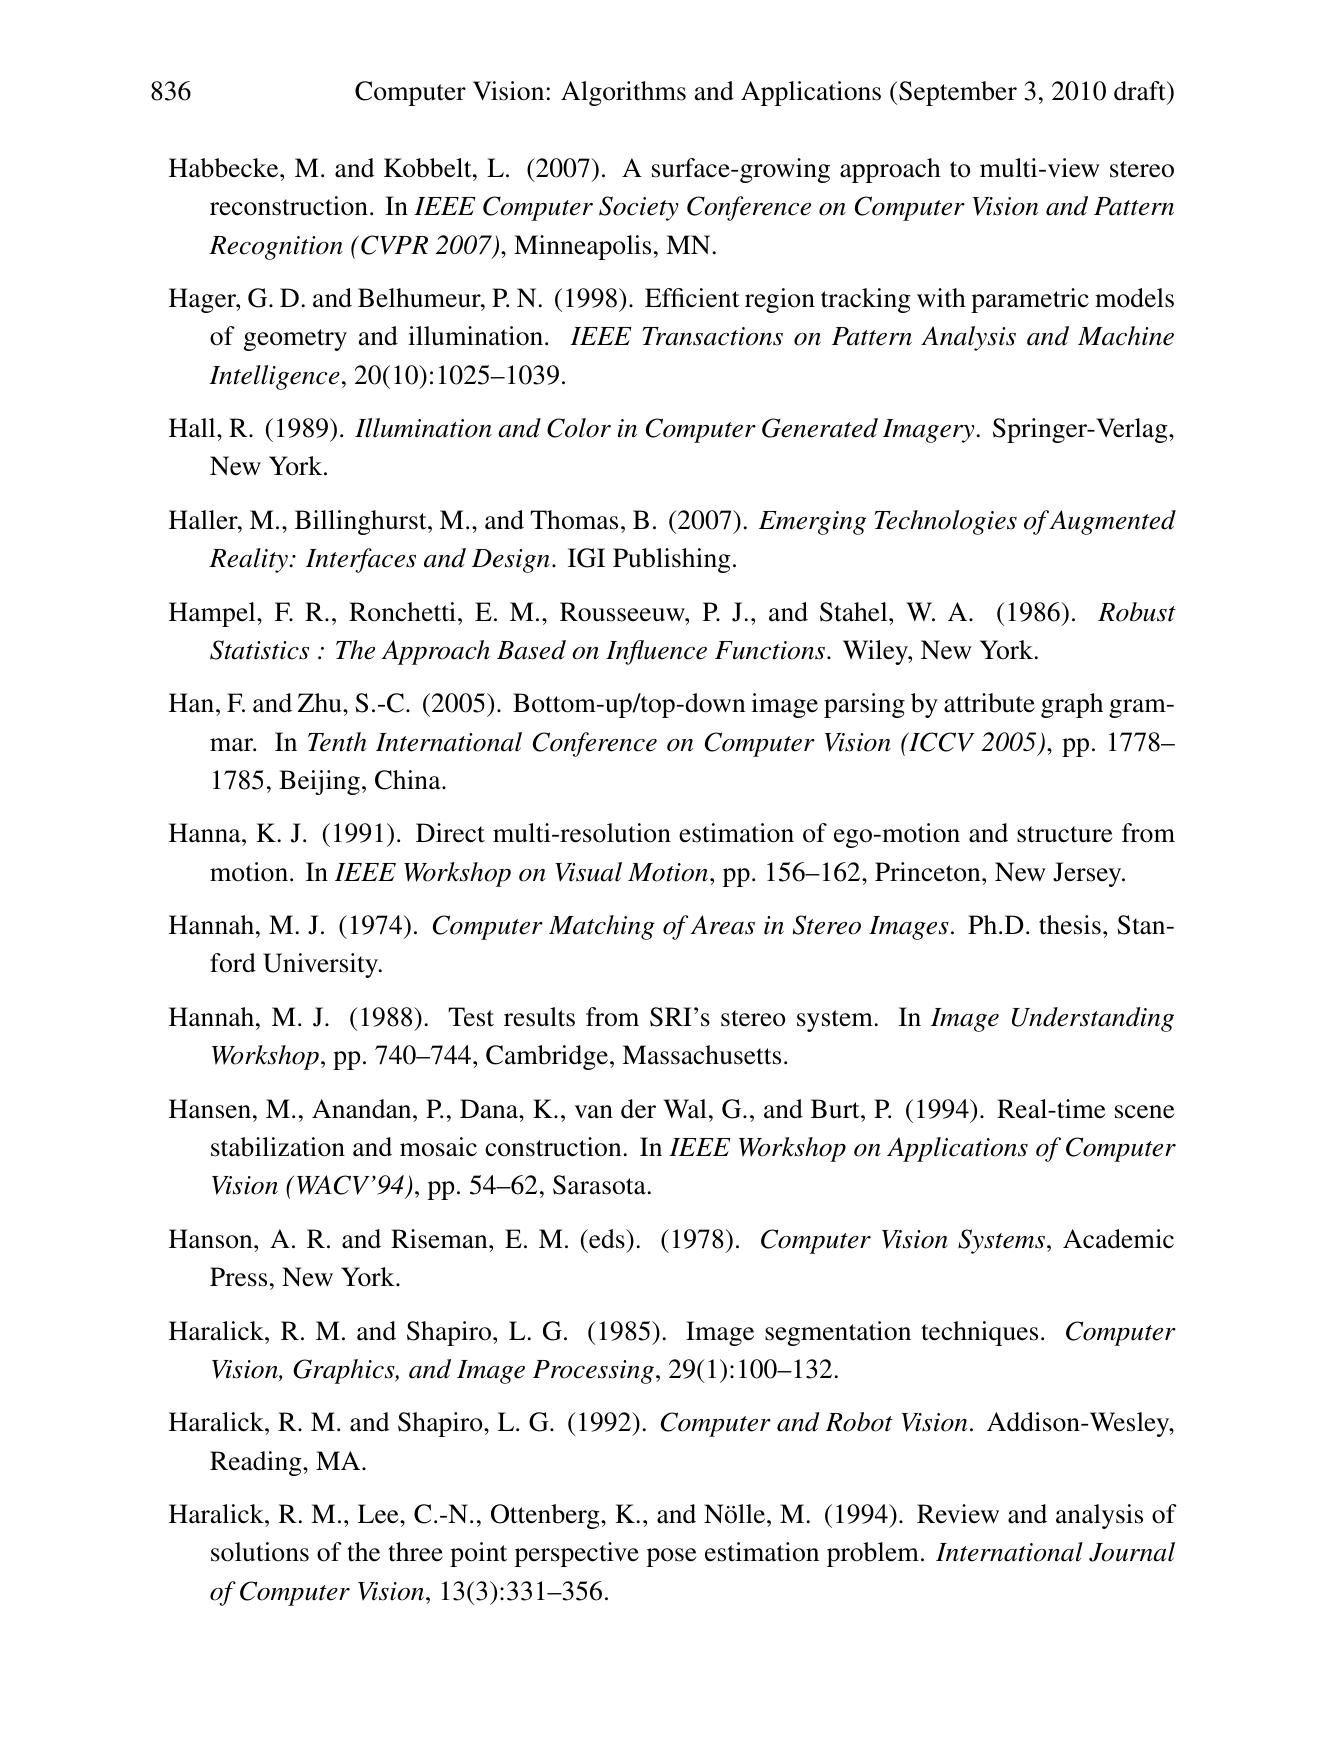 836 Computer Vision: Algorithms and Applications (September 3, 2010 draft)
Habbecke, M. and Kobbelt, L. (2007). A surface-growing approach to multi-view stereo
reconstruction. In IEEE Computer Society Conference on Computer Vision and Pattern
Recognition (CVPR 2007), Minneapolis, MN.
Hager, G. D. and Belhumeur, P. N. (1998). Efficient region tracking with parametric models
of geometry and illumination. IEEE Transactions on Pattern Analysis and Machine
Intelligence, 20(10):1025–1039.
Hall, R. (1989). Illumination and Color in Computer Generated Imagery. Springer-Verlag,
New York.
Haller, M., Billinghurst, M., and Thomas, B. (2007). Emerging Technologies of Augmented
Reality: Interfaces and Design. IGI Publishing.
Hampel, F. R., Ronchetti, E. M., Rousseeuw, P. J., and Stahel, W. A. (1986). Robust
Statistics : The Approach Based on Influence Functions. Wiley, New York.
Han, F. and Zhu, S.-C. (2005). Bottom-up/top-down image parsing by attribute graph gram-
mar. In Tenth International Conference on Computer Vision (ICCV 2005), pp. 1778–
1785, Beijing, China.
Hanna, K. J. (1991). Direct multi-resolution estimation of ego-motion and structure from
motion. In IEEE Workshop on Visual Motion, pp. 156–162, Princeton, New Jersey.
Hannah, M. J. (1974). Computer Matching of Areas in Stereo Images. Ph.D. thesis, Stan-
ford University.
Hannah, M. J. (1988). Test results from SRI's stereo system. In Image Understanding
Workshop, pp. 740–744, Cambridge, Massachusetts.
Hansen, M., Anandan, P., Dana, K., van der Wal, G., and Burt, P. (1994). Real-time scene
stabilization and mosaic construction. In IEEE Workshop on Applications of Computer
Vision (WACV'94), pp. 54–62, Sarasota.
Hanson, A. R. and Riseman, E. M. (eds). (1978). Computer Vision Systems, Academic
Press, New York.
Haralick, R. M. and Shapiro, L. G. (1985). Image segmentation techniques. Computer
Vision, Graphics, and Image Processing, 29(1):100–132.
Haralick, R. M. and Shapiro, L. G. (1992). Computer and Robot Vision. Addison-Wesley,
Reading, MA.
Haralick, R. M., Lee, C.-N., Ottenberg, K., and Nölle, M. (1994). Review and analysis of
solutions of the three point perspective pose estimation problem. International Journal
of Computer Vision, 13(3):331–356.